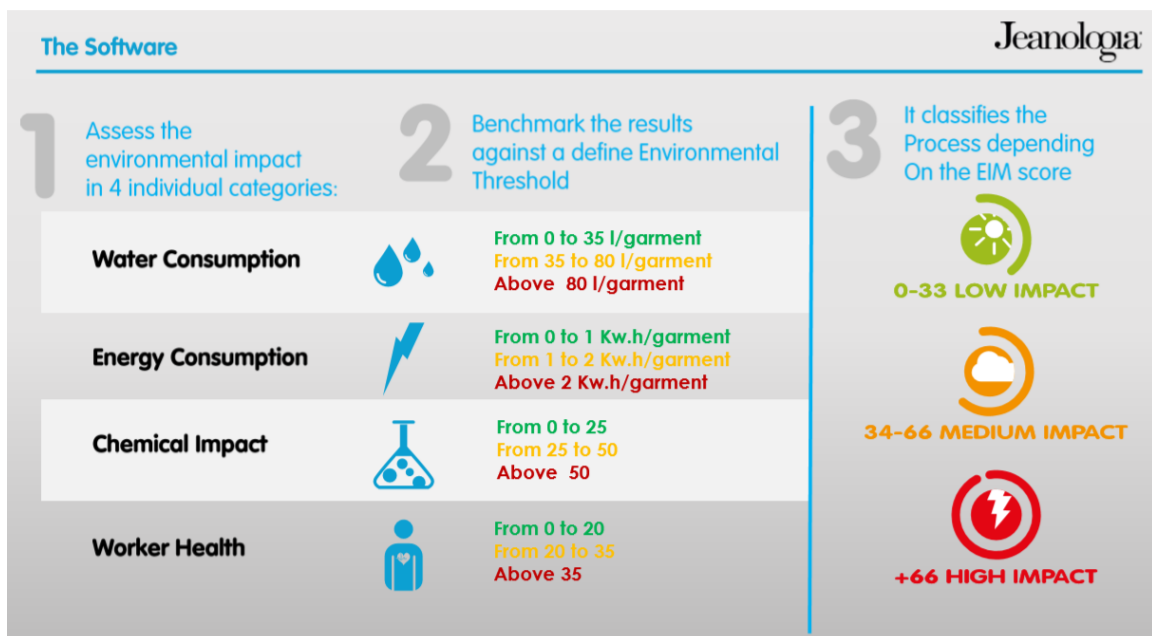 The Software
Jeanologia
1
Assess the
environmental impact
in 4 individual categories:
2
Benchmark the results
against a define Environmental
Threshold
3
It classifies the
Process depending
On the EIM score
Water Consumption
From 0 to 35 l/garment
From 35 to 80 l/garment
Above 80 l/garment
Energy Consumption
From 0 to 1 Kw.h/garment
From 1 to 2 Kw.h/garment
Above 2 Kw.h/garment
Chemical Impact
From 0 to 25
From 25 to 50
Above 50
Worker Health
From 0 to 20
From 20 to 35
Above 35
0-33 LOW IMPACT
34-66 MEDIUM IMPACT
+66 HIGH IMPACT